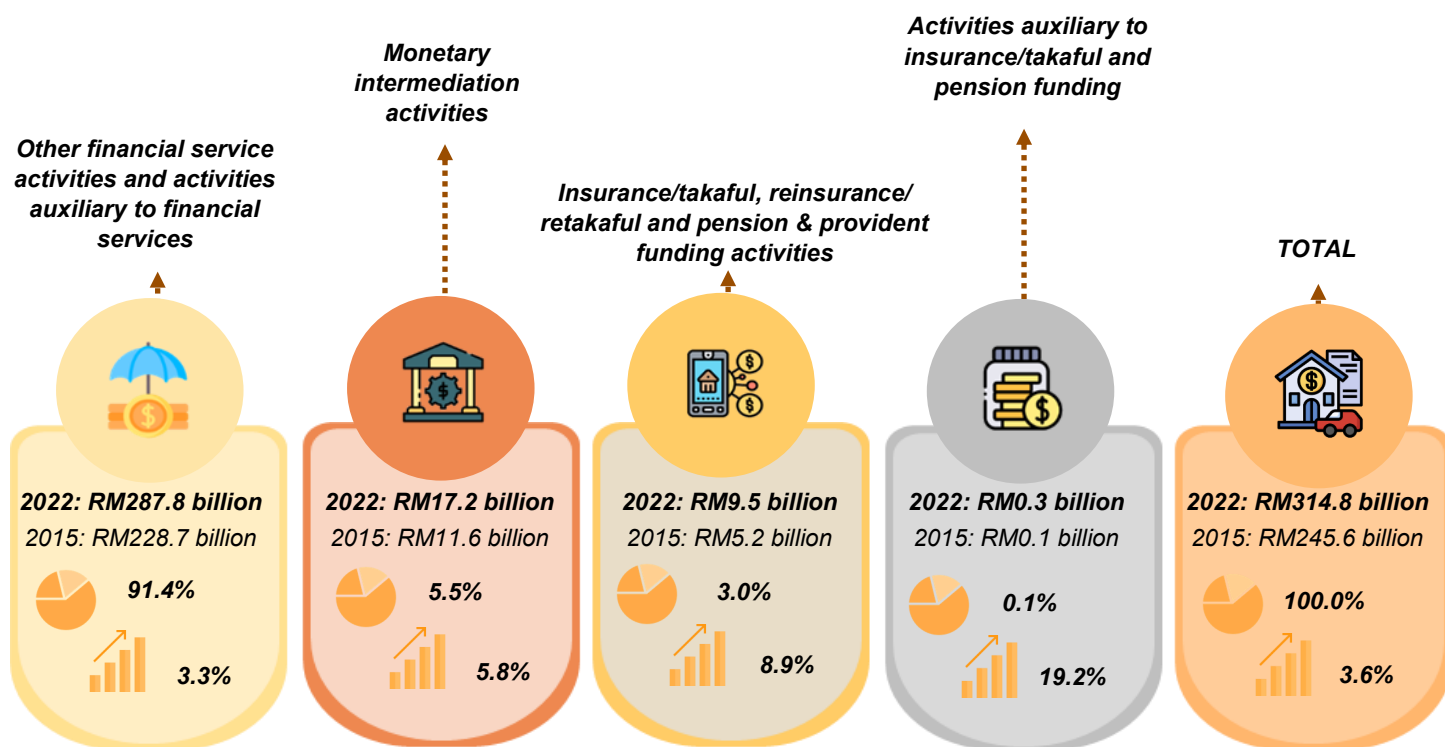 Other financial service
activities and activities
auxiliary to financial
services
2022: RM287.8 billion
2015: RM228.7 billion
91.4%
3.3%
Monetary
intermediation
activities
2022: RM17.2 billion
2015: RM11.6 billion
5.5%
5.8%
Insurance/takaful, reinsurance/
retakaful and pension & provident
funding activities
2022: RM9.5 billion
2015: RM5.2 billion
3.0%
8.9%
Activities auxiliary to
insurance/takaful and
pension funding
2022: RM0.3 billion
2015: RM0.1 billion
0.1%
19.2%
TOTAL
2022: RM314.8 billion
2015: RM245.6 billion
100.0%
3.6%